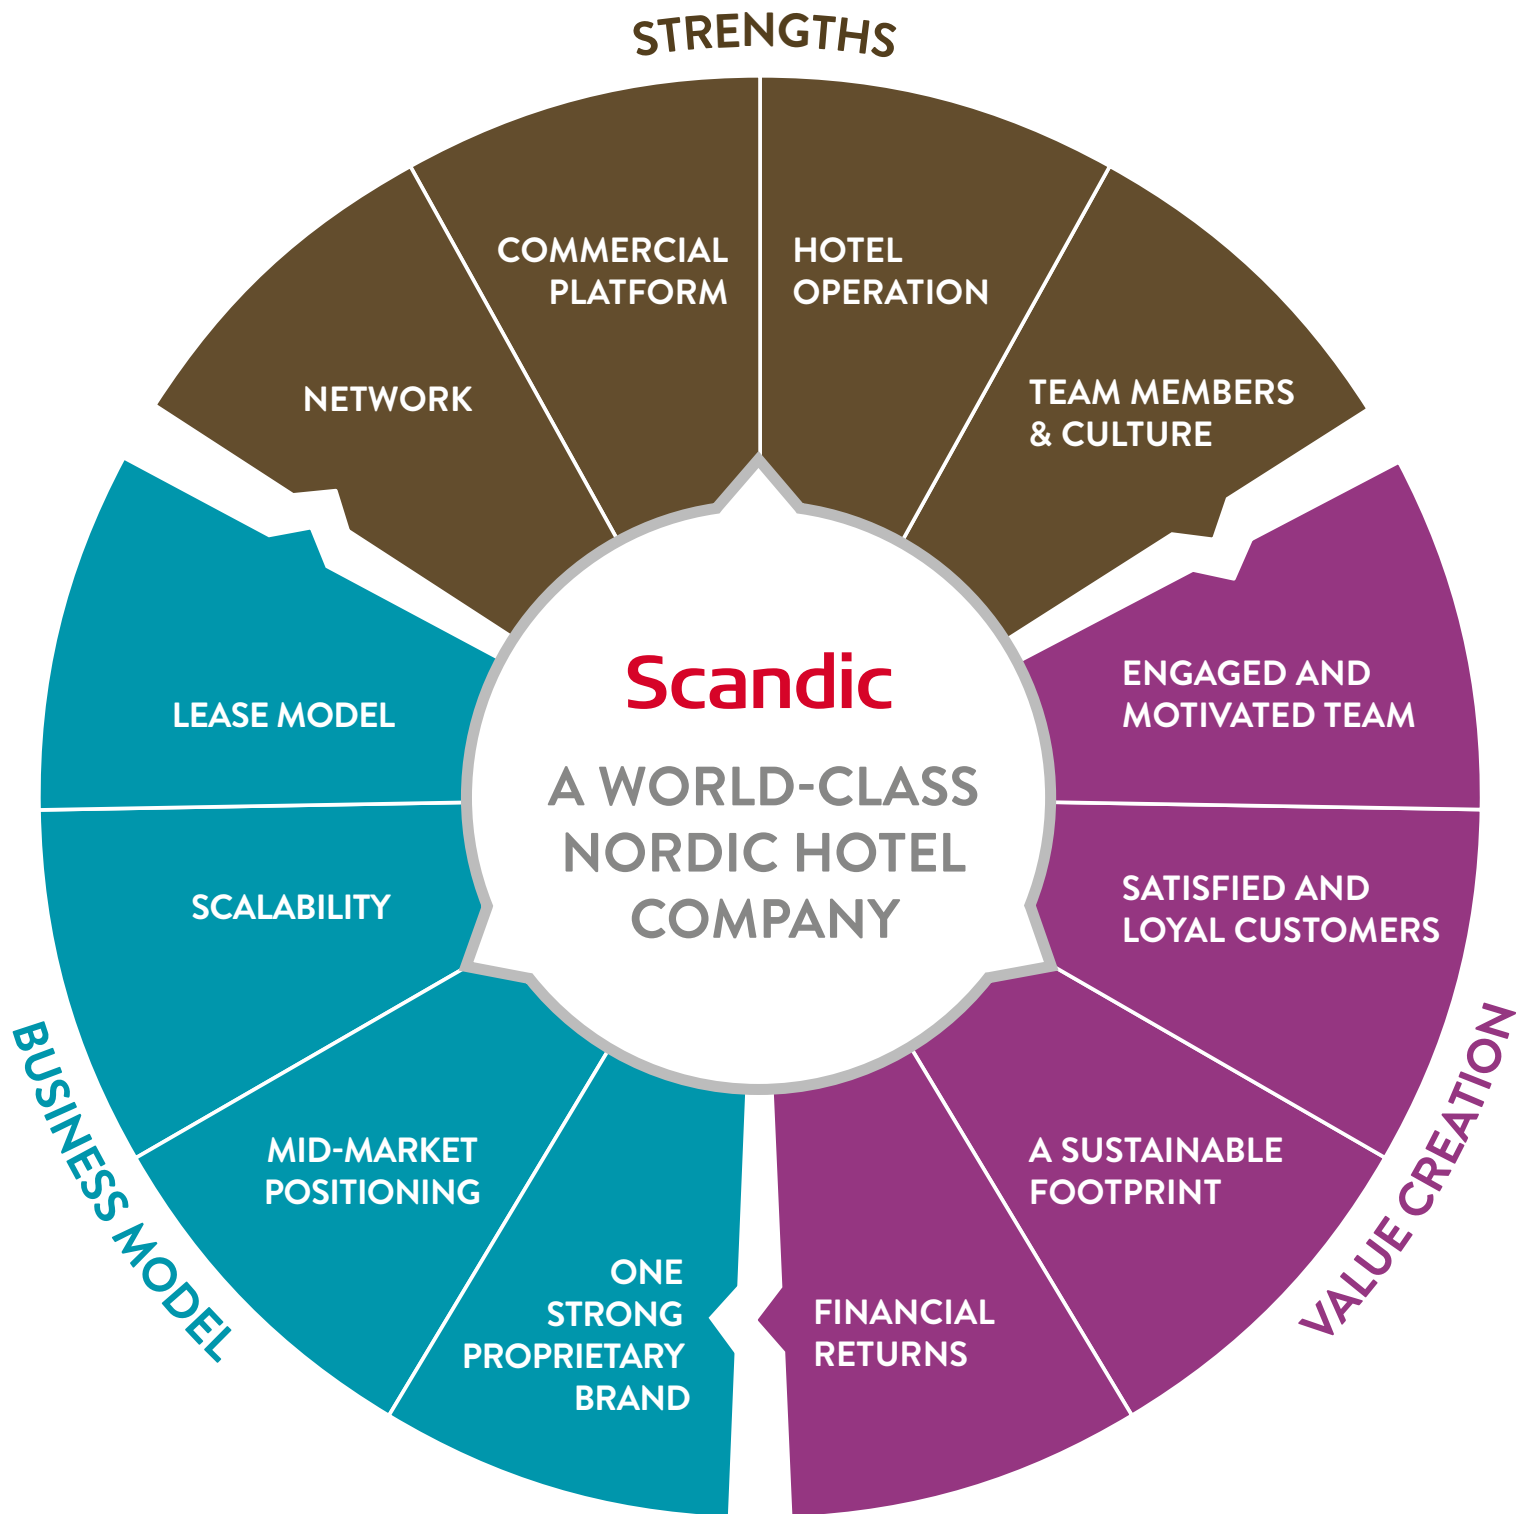 STRENGTHS
COMMERCIAL
PLATFORM
HOTEL
OPERATION
NETWORK
TEAM MEMBERS
& CULTURE
LEASE MODEL
SCALABILITY
MID-MARKET
POSITIONING
ONE
STRONG
PROPRIETARY
BRAND
BUSINESS MODEL
Scandic
A WORLD-CLASS
NORDIC HOTEL
COMPANY
ENGAGED AND
MOTIVATED TEAM
SATISFIED AND
LOYAL CUSTOMERS
A SUSTAINABLE
FOOTPRINT
FINANCIAL
RETURNS
VALUE CREATION